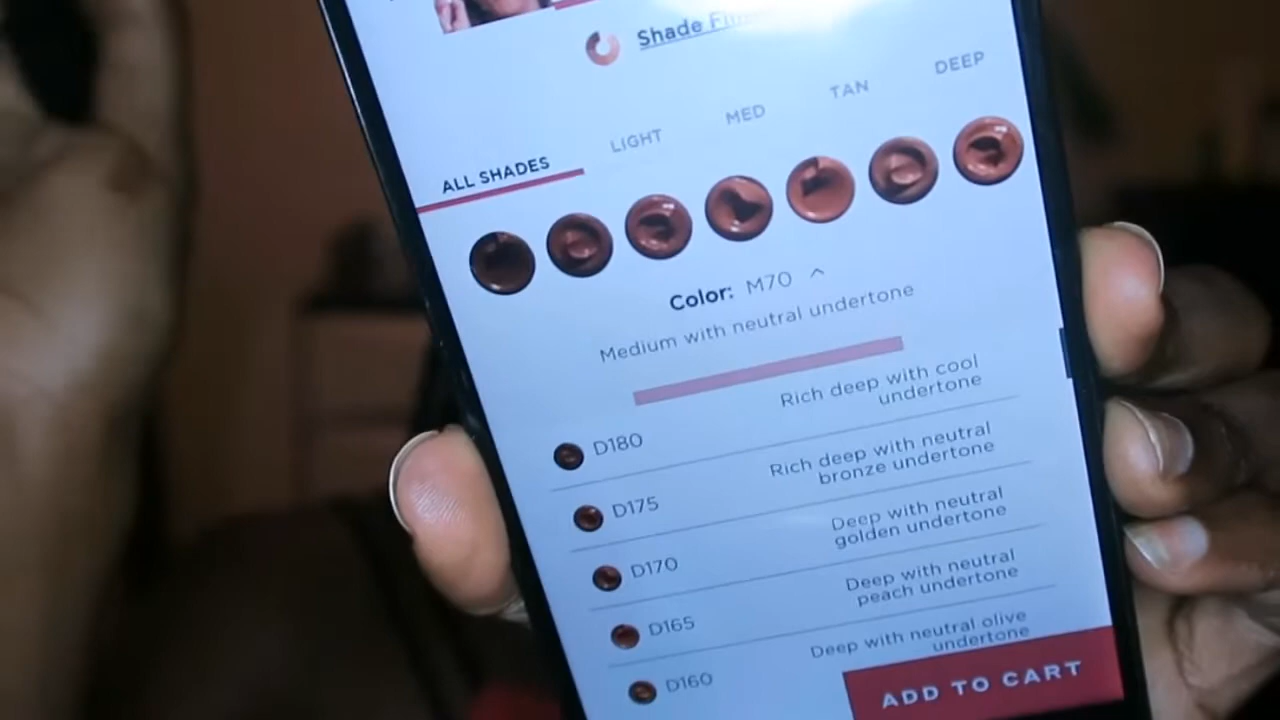 Shade
ALL SHADES
LIGHT
MED
TAN
DEEP
Color: M70
Medium with neutral undertone
D180
Rich deep with cool
undertone
D175
Rich deep with neutral
bronze undertone
D170
Deep with neutral
golden undertone
D165
Deep with neutral
peach undertone
D160
Deep with neutral olive
undertone
ADD TO CART